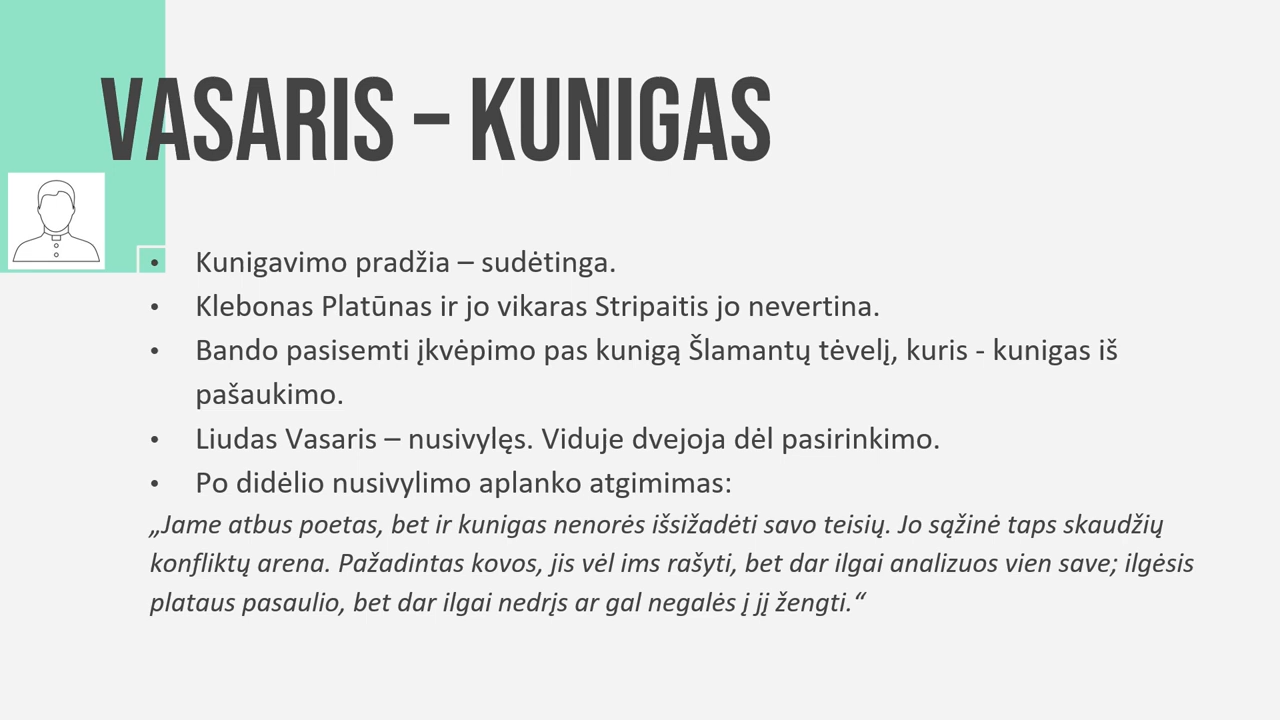 VASARIS – KUNIGAS
• Kunigavimo pradžia – sudėtinga.
• Klebonas Platūnas ir jo vikaras Stripaitis jo nevertina.
• Bando pasisemti įkvėpimo pas kunigą Šlamantų tėvelį, kuris - kunigas iš
pašaukimo.
• Liudas Vasaris – nusivylęs. Viduje dvejoja dėl pasirinkimo.
• Po didėlio nusivylimo aplanko atgimimas:
„Jame atbus poetas, bet ir kunigas nenorės išsižadėti savo teisių. Jo sąžinė taps skaudžių
konfliktų arena. Pažadintas kovos, jis vėl ims rašyti, bet dar ilgai analizuos vien save; ilgėsis
plataus pasaulio, bet dar ilgai nedrįs ar gal negalės į jį žengti.“